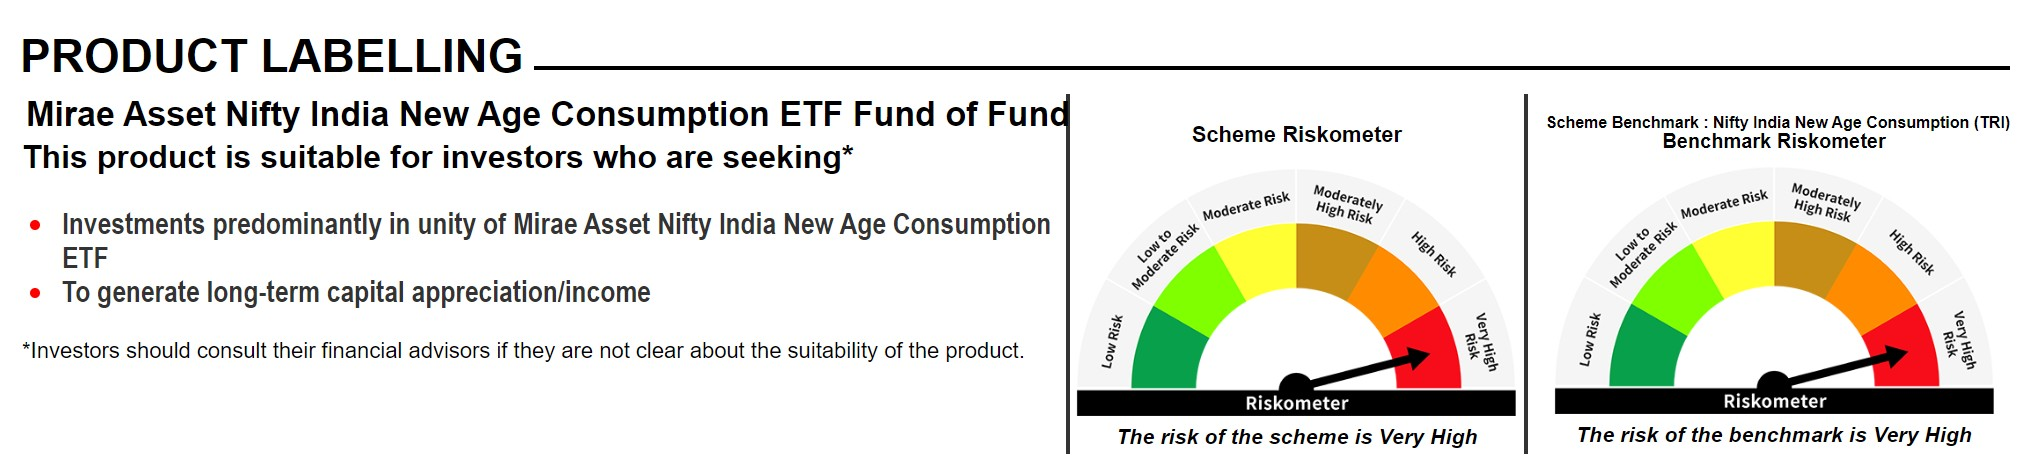 PRODUCT LABELLING
Mirae Asset Nifty India New Age Consumption ETF Fund of Fund
This product is suitable for investors who are seeking*
Investments predominantly in unity of Mirae Asset Nifty India New Age Consumption
ETF
To generate long-term capital appreciation/income
*Investors should consult their financial advisors if they are not clear about the suitability of the product.
Scheme Riskometer
Low Risk
Low to
Moderate Risk
Moderate Risk
Moderately
High Risk
High Risk
Very High
Risk
Riskometer
The risk of the scheme is Very High
Scheme Benchmark : Nifty India New Age Consumption (TRI)
Benchmark Riskometer
Low Risk
Low to
Moderate Risk
Moderate Risk
Moderately
High Risk
High Risk
Very High
Risk
Riskometer
The risk of the benchmark is Very High